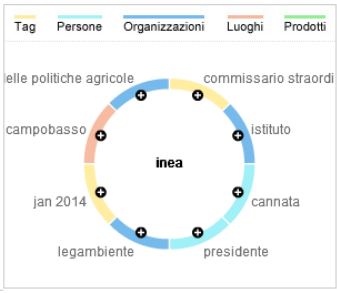 Tag Persone Organizzazioni Luoghi Prodotti
elle politiche agricole commissario straordi
campobasso istituto
inea
jan 2014 cannata
legambiente presidente